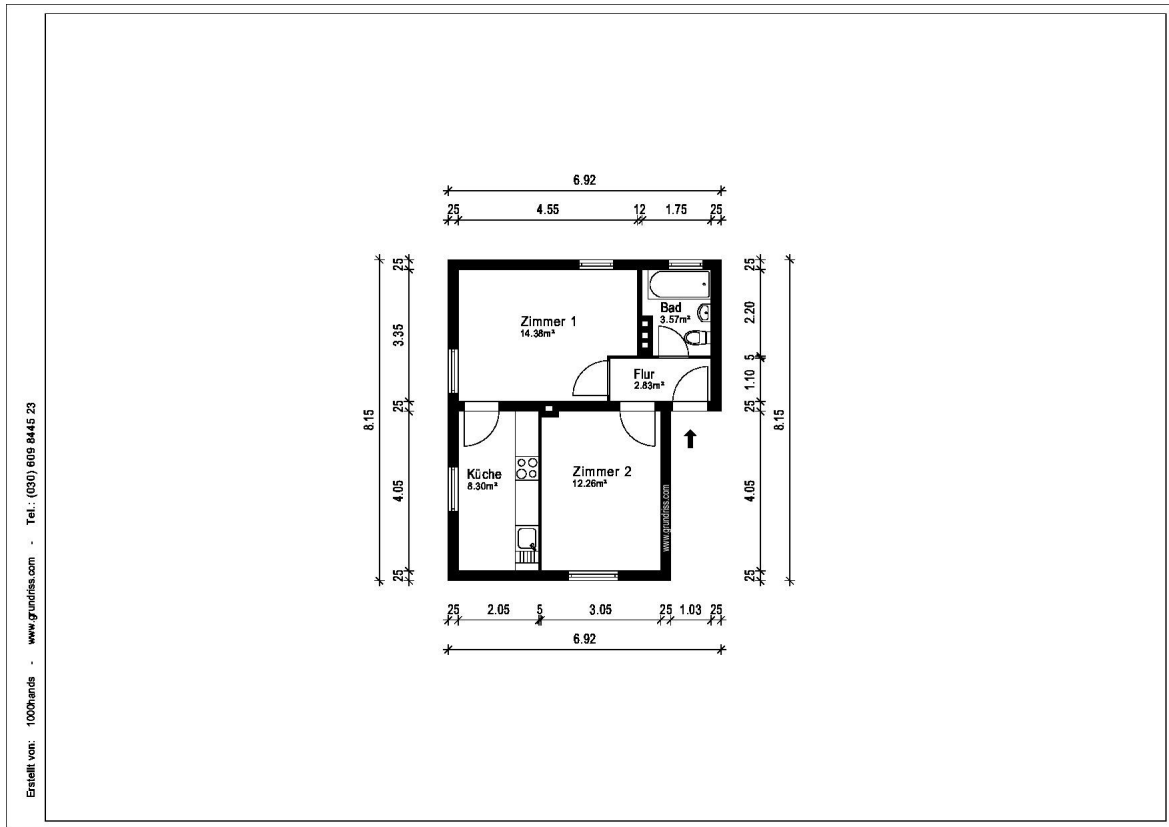 6.92
25 4.55 12 1.75 25
25
3.35
25
4.05
25
8.15
25
2.20
5
1.10
25
4.05
25
8.15
Zimmer 1
14.38m²
Bad
3.57m²
Flur
2.83m²
Küche
8.30m²
Zimmer 2
12.26m²
www.grundriss.com
25 2.05 5 3.05 25 1.03 25
6.92
Erstellt von: 1000hands - www.grundriss.com - Tel.: (030) 609 8445 23